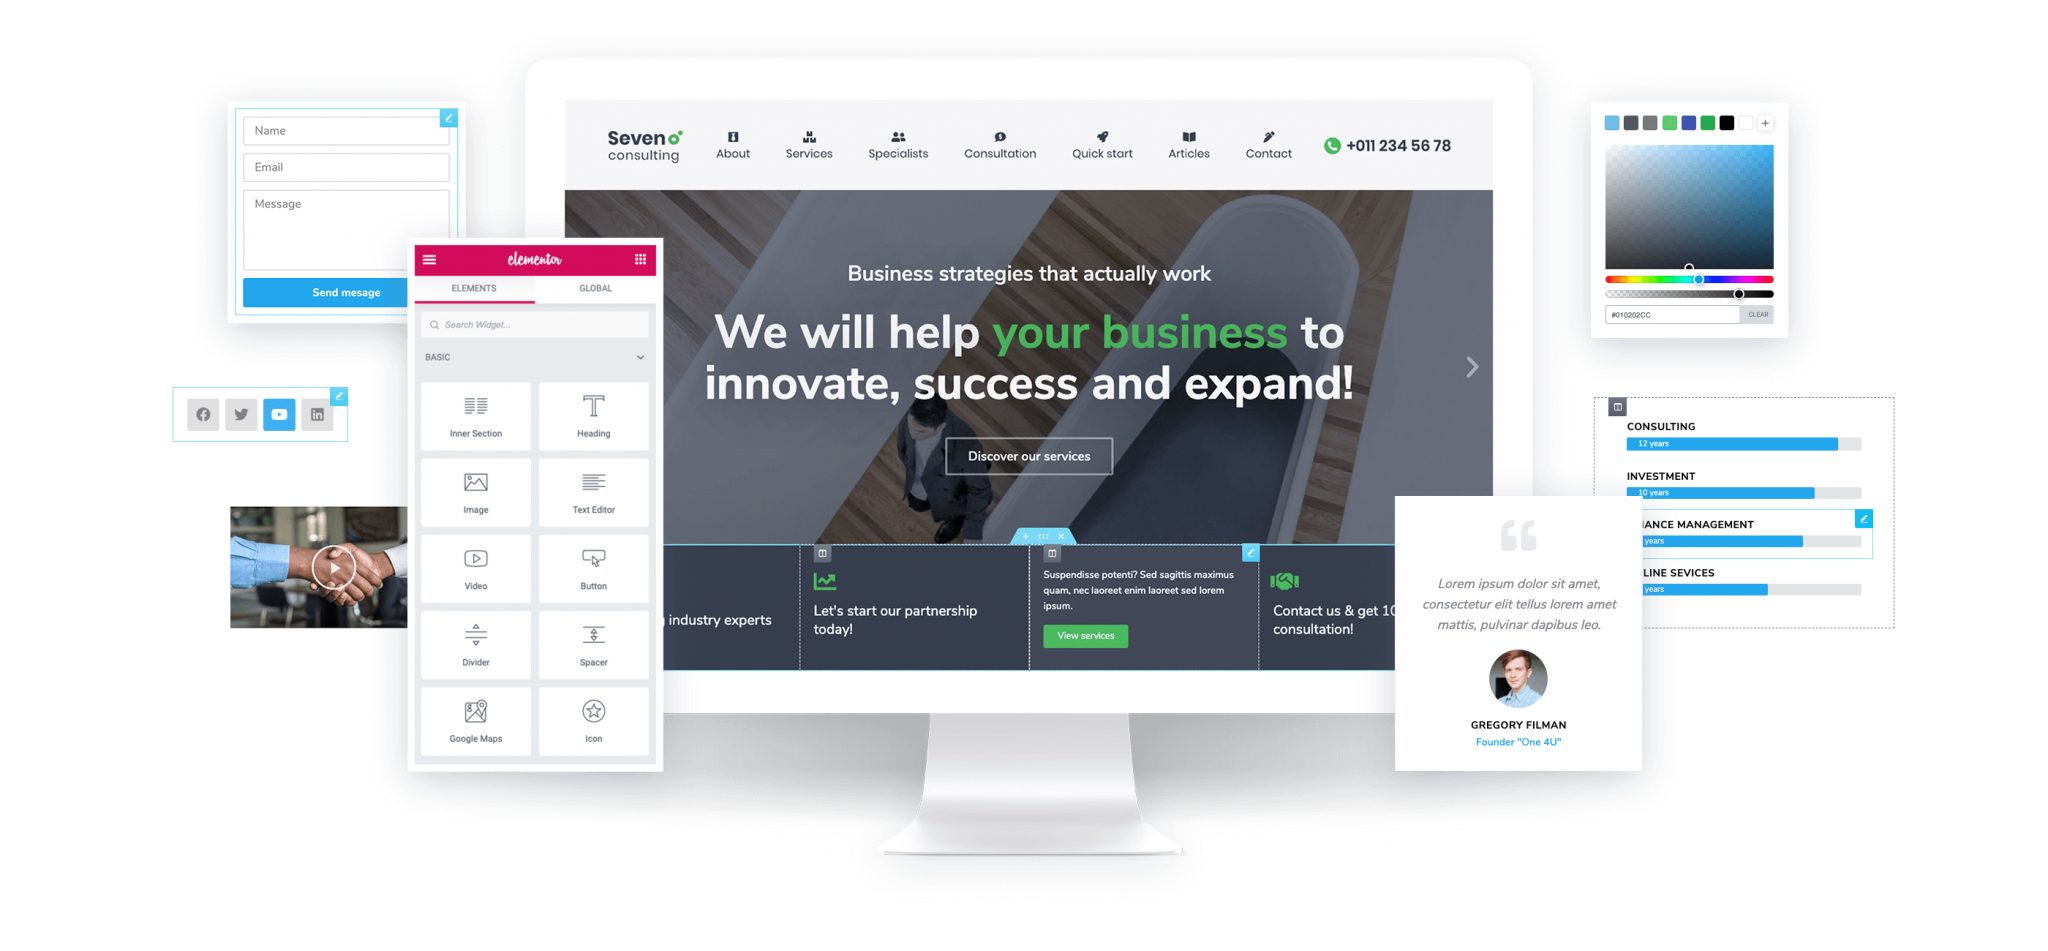 Name
Email
Message
Send mesage
elementor
ELEMENTS GLOBAL
Search Widget...
BASIC
Inner Section Heading
Image Text Editor
Video Button
Divider Spacer
Google Maps Icon
Seven
consulting
About Services Specialists Consultation Quick start Articles Contact
+011 234 56 78
Business strategies that actually work
We will help your business to
innovate, success and expand!
Discover our services
industry experts
Let's start our partnership
today!
Suspendisse potenti? Sed sagittis maximus
quam, nec laoreet enim laoreet sed lorem
ipsum.
View services
Contact us & get 10
consultation!
#010202CC CLEAR
CONSULTING
12 years
INVESTMENT
10 years
ANCE MANAGEMENT
years
LINE SEVICES
years
Lorem ipsum dolor sit amet,
consectetur elit tellus lorem amet
mattis, pulvinar dapibus leo.
GREGORY FILMAN
Founder "One 4U"